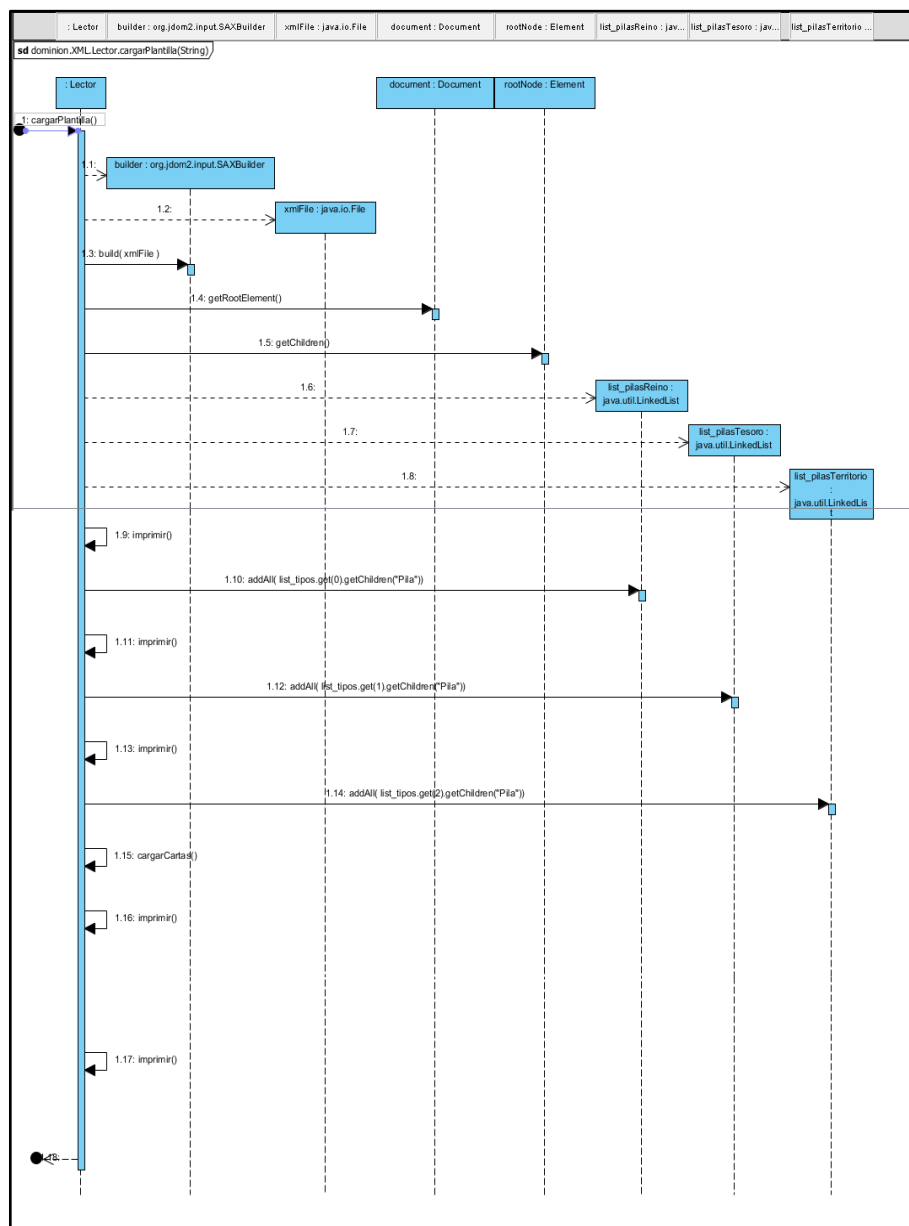 : Lector
builder : org.jdom2.input.SAXBuilder
xmlFile : java.io.File
document : Document
rootNode : Element
list_pilasReino : jav...
list_pilasTesoro : jav...
list_pilasTerritorio ...
sd dominion.XML.Lector.cargarPlantilla(String)
: Lector
document : Document
rootNode : Element
1: cargarPlantilla()
1.1:
builder : org.jdom2.input.SAXBuilder
1.2:
xmlFile : java.io.File
1.3: build( xmlFile )
1.4: getRootElement()
1.5: getChildren()
1.6:
list_pilasReino :
java.util.LinkedList
1.7:
list_pilasTesoro :
java.util.LinkedList
1.8:
list_pilasTerritorio
:
java.util.LinkedLis
t
1.9: imprimir()
1.10: addAll( list_tipos.get(0).getChildren("Pila"))
1.11: imprimir()
1.12: addAll( list_tipos.get(1).getChildren("Pila"))
1.13: imprimir()
1.14: addAll( list_tipos.get(2).getChildren("Pila"))
1.15: cargarCartas()
1.16: imprimir()
1.17: imprimir()
1.18: